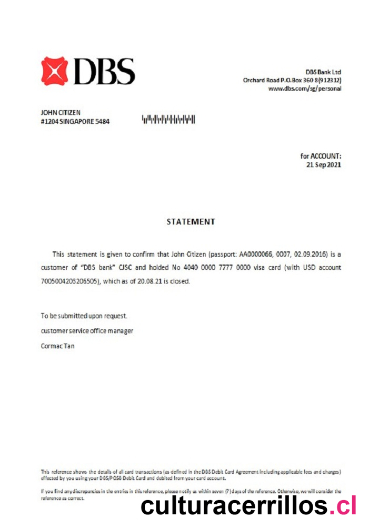 DBS
DBS Bank Ltd
Orchard Road P.O.Box 360 S(912312)
www.dbs.com/sg/personal
JOHN CITIZEN
#1204 SINGAPORE 5484
for ACCOUNT:
21 Sep 2021
STATEMENT
This statement is given to confirm that John Citizen (passport: AA0000066, 0007, 02.09.2016) is a
customer of "DBS bank" CJSC and holded No 4040 0000 7777 0000 visa card (with USD account
7005004205206505), which as of 20.08.21 is closed.
To be submitted upon request.
customer service office manager
Cormac Tan
This reference shows the details of all card transactions (as defined in the DBS Debit Card Agreement including applicable fees and charges)
effected by you using your DBS/POSB Debit Card and debited from your card account.
If you find any discrepancies in the entries in this reference, please notify us within seven (7) days of the reference. Otherwise, we will consider the
reference as correct.
culturacerrillos.cl